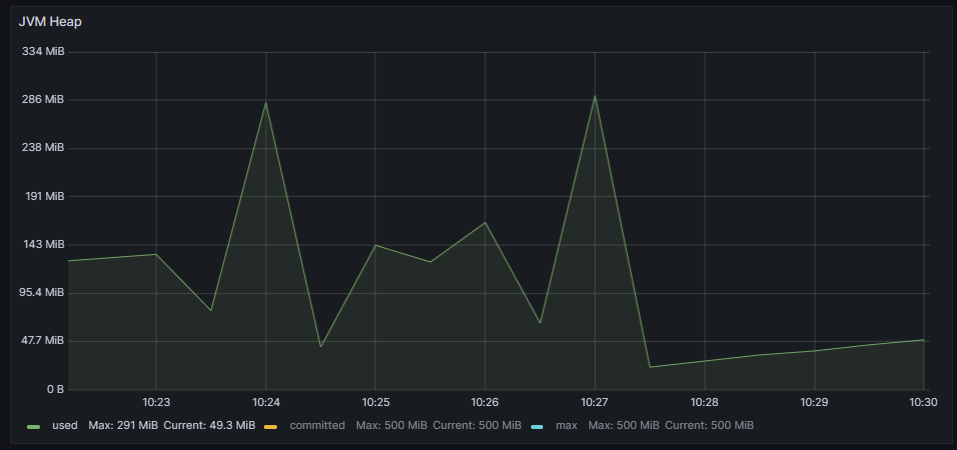 JVM Heap
334 MiB
286 MiB
238 MiB
191 MiB
143 MiB
95.4 MiB
47.7 MiB
0 B
10:23 10:24 10:25 10:26 10:27 10:28 10:29 10:30
used Max: 291 MiB Current: 49.3 MiB committed Max: 500 MiB Current: 500 MiB max Max: 500 MiB Current: 500 MiB